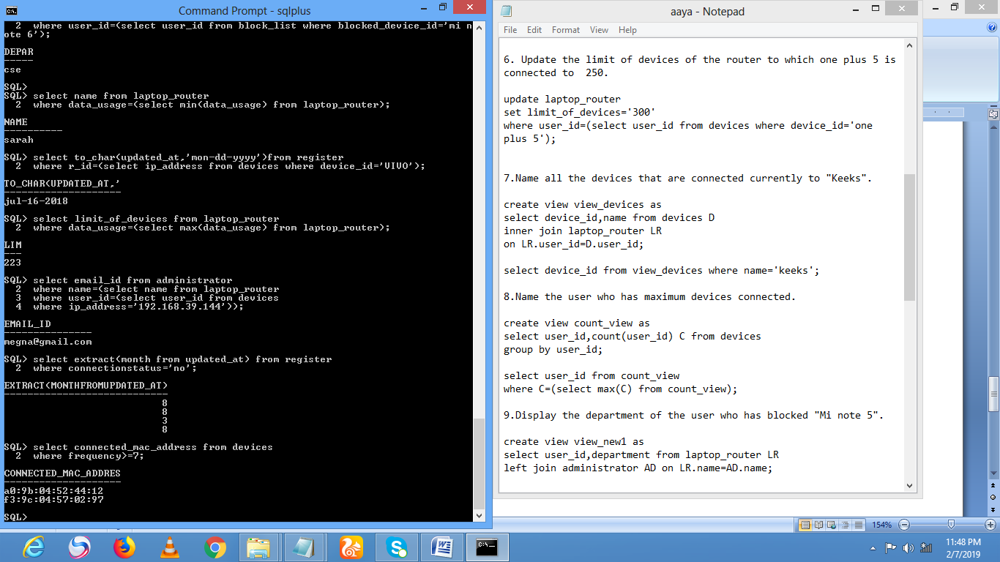 Command Prompt - sqlplus
  2  where user_id=(select user_id from block_list where blocked_device_id='mi n
ote 6');
DEPAR
-----
cse
SQL>
SQL> select name from laptop_router
  2  where data_usage=(select min(data_usage) from laptop_router);
NAME
----------
sarah
SQL> select to_char(updated_at,'mon-dd-yyyy')from register
  2  where r_id=(select ip_address from devices where device_id='VIVO');
TO_CHAR(UPDATED_AT,'
--------------------
jul-16-2018
SQL> select limit_of_devices from laptop_router
  2  where data_usage=(select max(data_usage) from laptop_router);
LIM
---
223
SQL> select email_id from administrator
  2  where name=(select name from laptop_router
  3  where user_id=(select user_id from devices
  4  where ip_address='192.168.39.144'));
EMAIL_ID
---------------
megna@gmail.com
SQL> select extract(month from updated_at) from register
  2  where connectionstatus='no';
EXTRACT(MONTHFROMUPDATED_AT)
----------------------------
8
8
3
8
SQL> select connected_mac_address from devices
  2  where frequency>=7;
CONNECTED_MAC_ADDRES
--------------------
a0:9b:04:52:44:12
f3:9c:04:57:02:97
SQL>
aaya - Notepad
File Edit Format View Help
6. Update the limit of devices of the router to which one plus 5 is
connected to  250.
update laptop_router
set limit_of_devices='300'
where user_id=(select user_id from devices where device_id='one
plus 5');
7.Name all the devices that are connected currently to "Keeks".
create view view_devices as
select device_id,name from devices D
inner join laptop_router LR
on LR.user_id=D.user_id;
select device_id from view_devices where name='keeks';
8.Name the user who has maximum devices connected.
create view count_view as
select user_id,count(user_id) C from devices
group by user_id;
select user_id from count_view
where C=(select max(C) from count_view);
9.Display the department of the user who has blocked "Mi note 5".
create view view_new1 as
select user_id,department from laptop_router LR
left join administrator AD on LR.name=AD.name;
154%
11:48 PM
2/7/2019